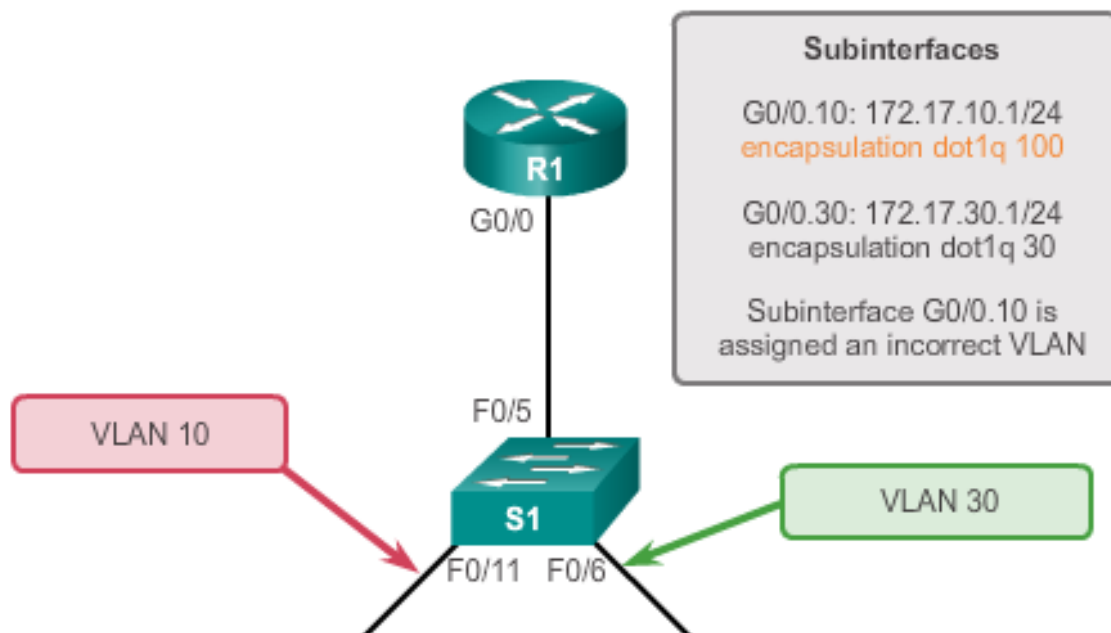 Subinterfaces
G0/0.10: 172.17.10.1/24
encapsulation dot1q 100
G0/0.30: 172.17.30.1/24
encapsulation dot1q 30
Subinterface G0/0.10 is
assigned an incorrect VLAN
R1
G0/0
F0/5
VLAN 10
VLAN 30
S1
F0/11 F0/6